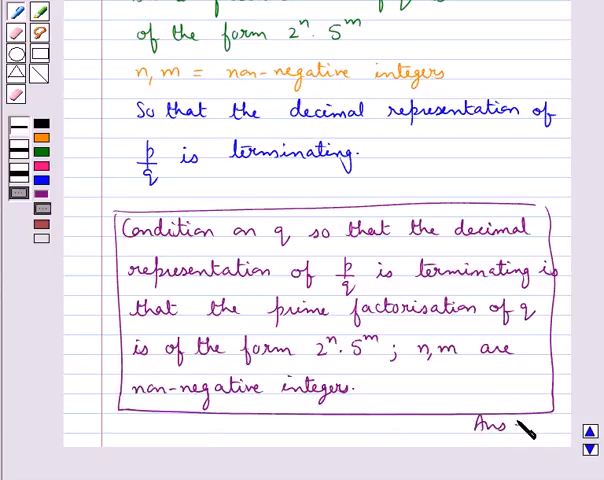 of the form 2ⁿ · 5ᵐ
n, m = non-negative integers
So that the decimal representation of
p/q is terminating.
Condition on q so that the decimal
representation of p/q is terminating is
that the prime factorisation of q
is of the form 2ⁿ · 5ᵐ ; n, m are
non-negative integers.
Ans